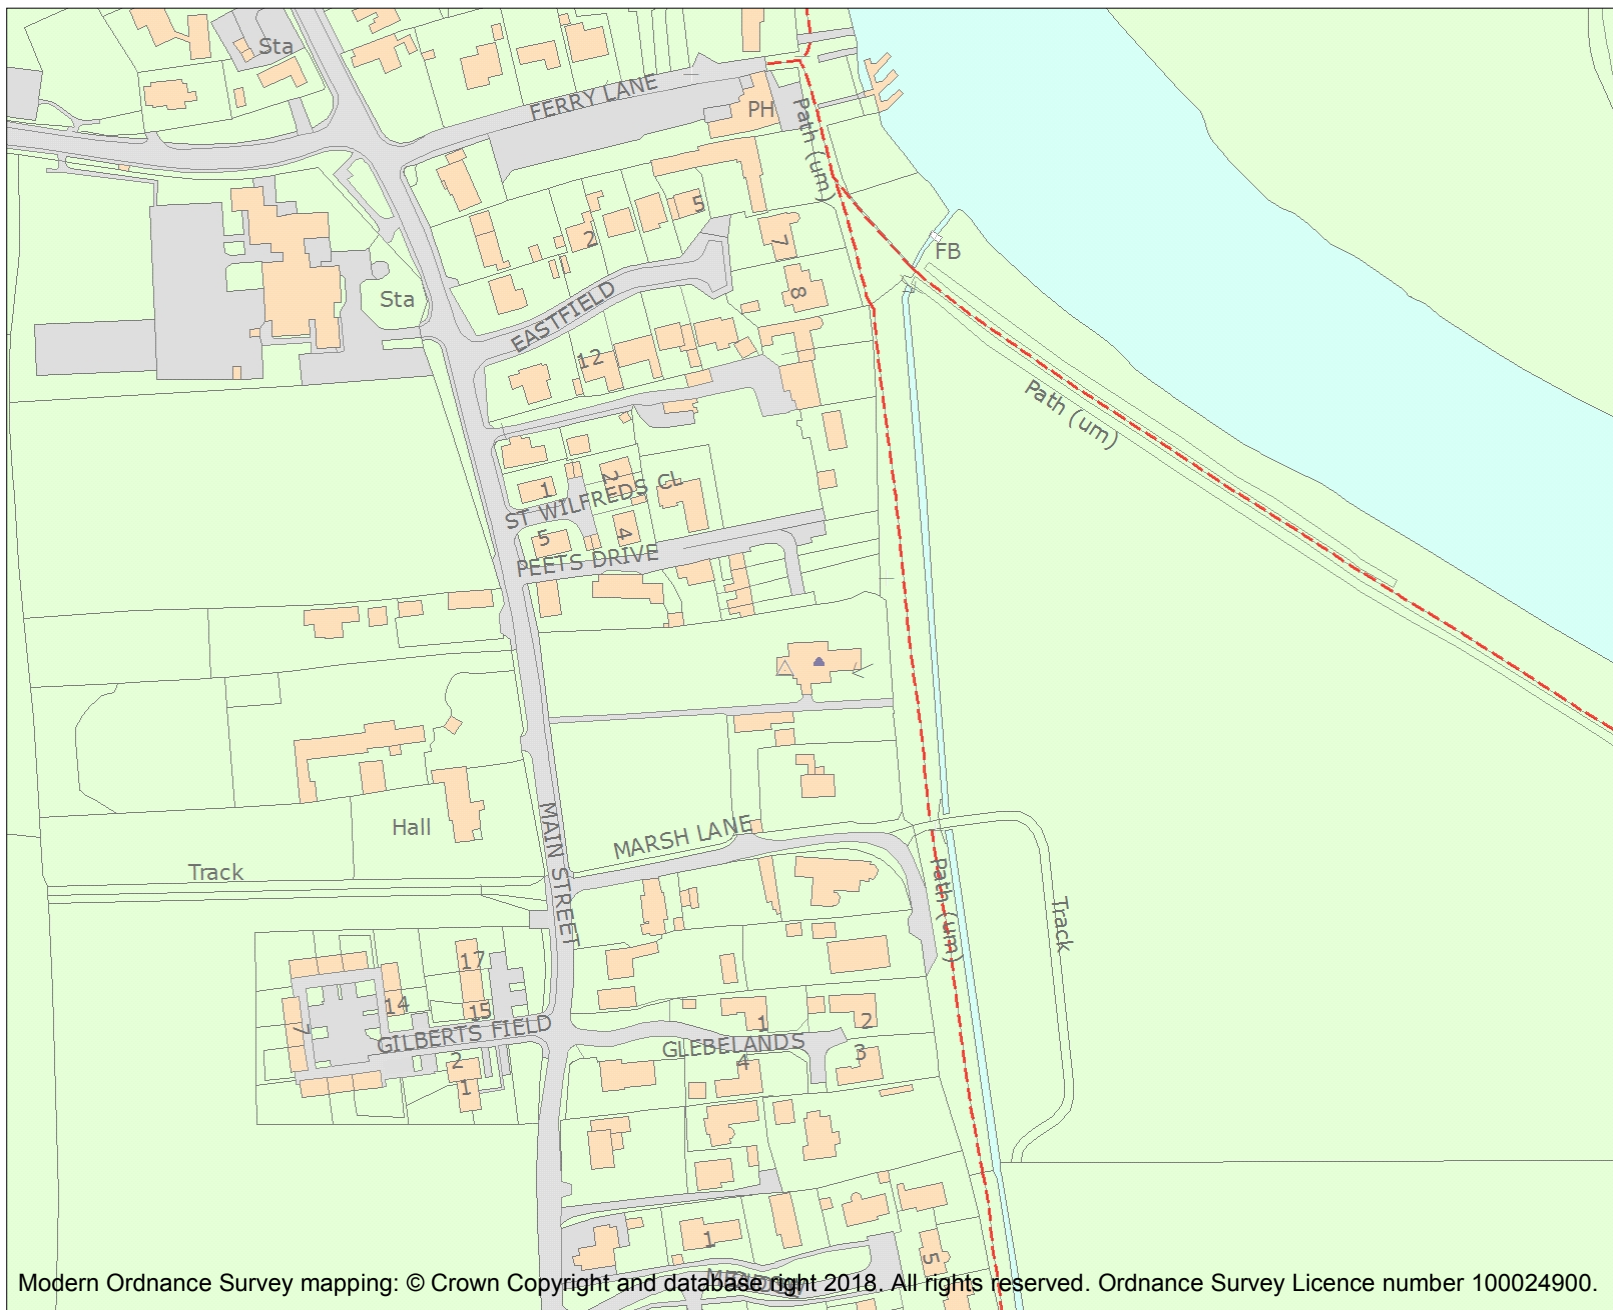 Sta
FERRY LANE
PH
Path (um)
5
2
7
FB
Sta
8
EASTFIELD
12
Path (um)
2
1
ST WILFREDS CL
5
4
PEETS DRIVE
MAIN STREET
Hall
MARSH LANE
Track
Path (um)
Track
17
14
15
7
GILBERTS FIELD
1
2
GLEBELANDS
3
2
4
1
1
5
Modern Ordnance Survey mapping: © Crown Copyright and database right 2018. All rights reserved. Ordnance Survey Licence number 100024900.